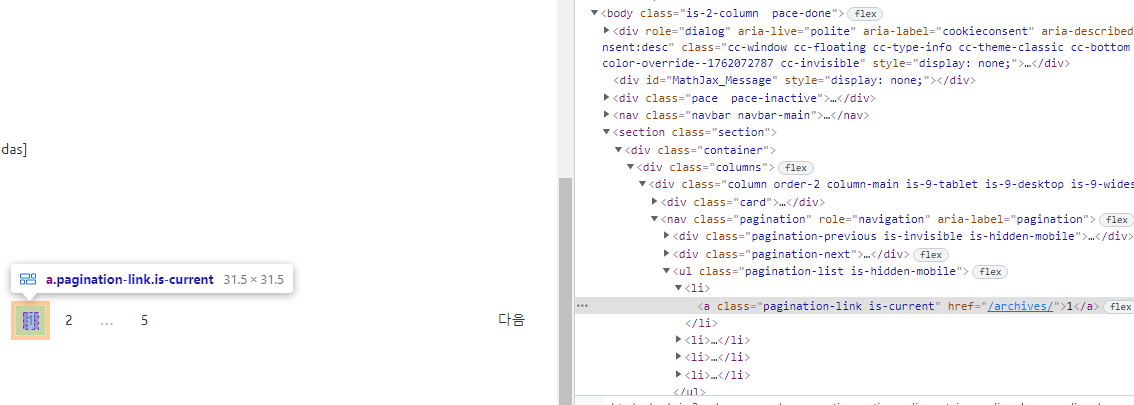 das]
a.pagination-link.is-current 31.5 × 31.5
1 2 … 5 다음
<body class="is-2-column  pace-done"> flex
<div role="dialog" aria-live="polite" aria-label="cookieconsent" aria-described
nsent:desc" class="cc-window cc-floating cc-type-info cc-theme-classic cc-bottom
color-override--1762072787 cc-invisible" style="display: none;">…</div>
<div id="MathJax_Message" style="display: none;"></div>
<div class="pace  pace-inactive">…</div>
<nav class="navbar navbar-main">…</nav>
<section class="section">
<div class="container">
<div class="columns"> flex
<div class="column order-2 column-main is-9-tablet is-9-desktop is-9-wides
<div class="card">…</div>
<nav class="pagination" role="navigation" aria-label="pagination"> flex
<div class="pagination-previous is-invisible is-hidden-mobile">…</div>
<div class="pagination-next">…</div> flex
<ul class="pagination-list is-hidden-mobile"> flex
<li>
… <a class="pagination-link is-current" href="/archives/">1</a> flex
</li>
<li>…</li>
<li>…</li>
<li>…</li>
</ul>